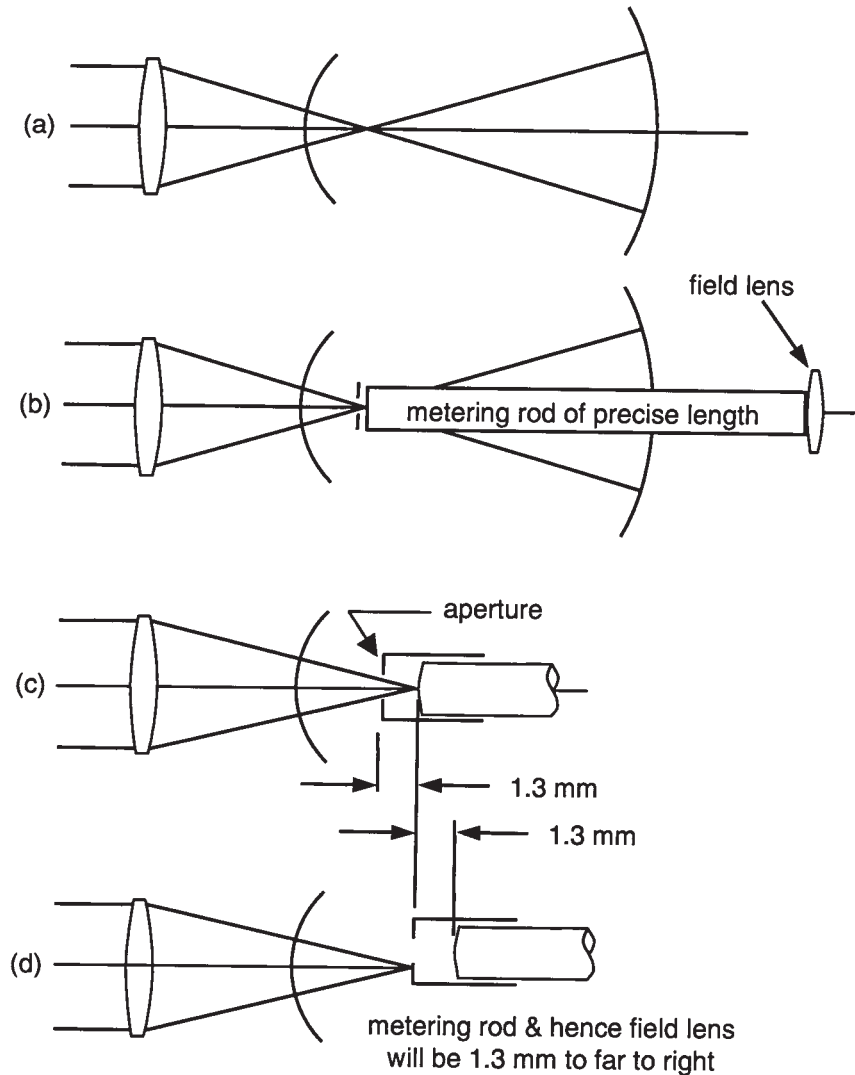 (a)
field lens
(b)
metering rod of precise length
aperture
(c)
1.3 mm
1.3 mm
(d)
metering rod & hence field lens
will be 1.3 mm to far to right